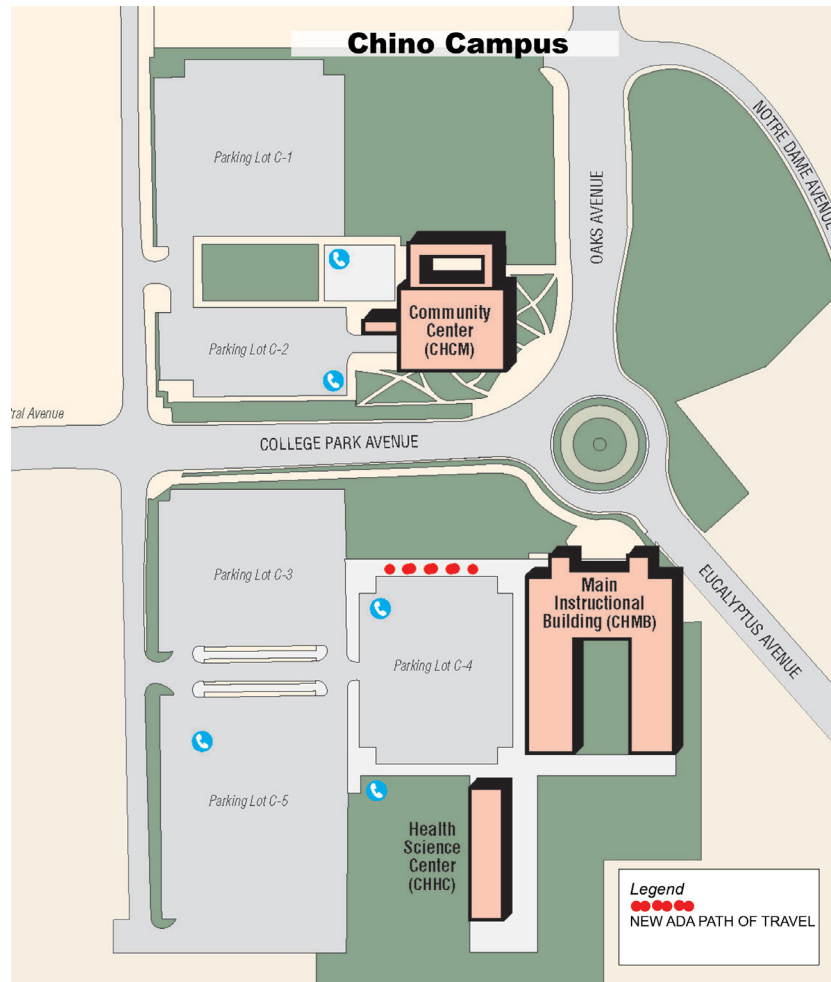 Chino Campus
NOTRE DAME AVENUE
Parking Lot C-1
OAKS AVENUE
Community
Center
(CHCM)
Parking Lot C-2
tral Avenue
COLLEGE PARK AVENUE
Parking Lot C-3
Main
Instructional
Building (CHMB)
EUCALYPTUS AVENUE
Parking Lot C-4
Parking Lot C-5
Health
Science
Center
(CHHC)
Legend
NEW ADA PATH OF TRAVEL